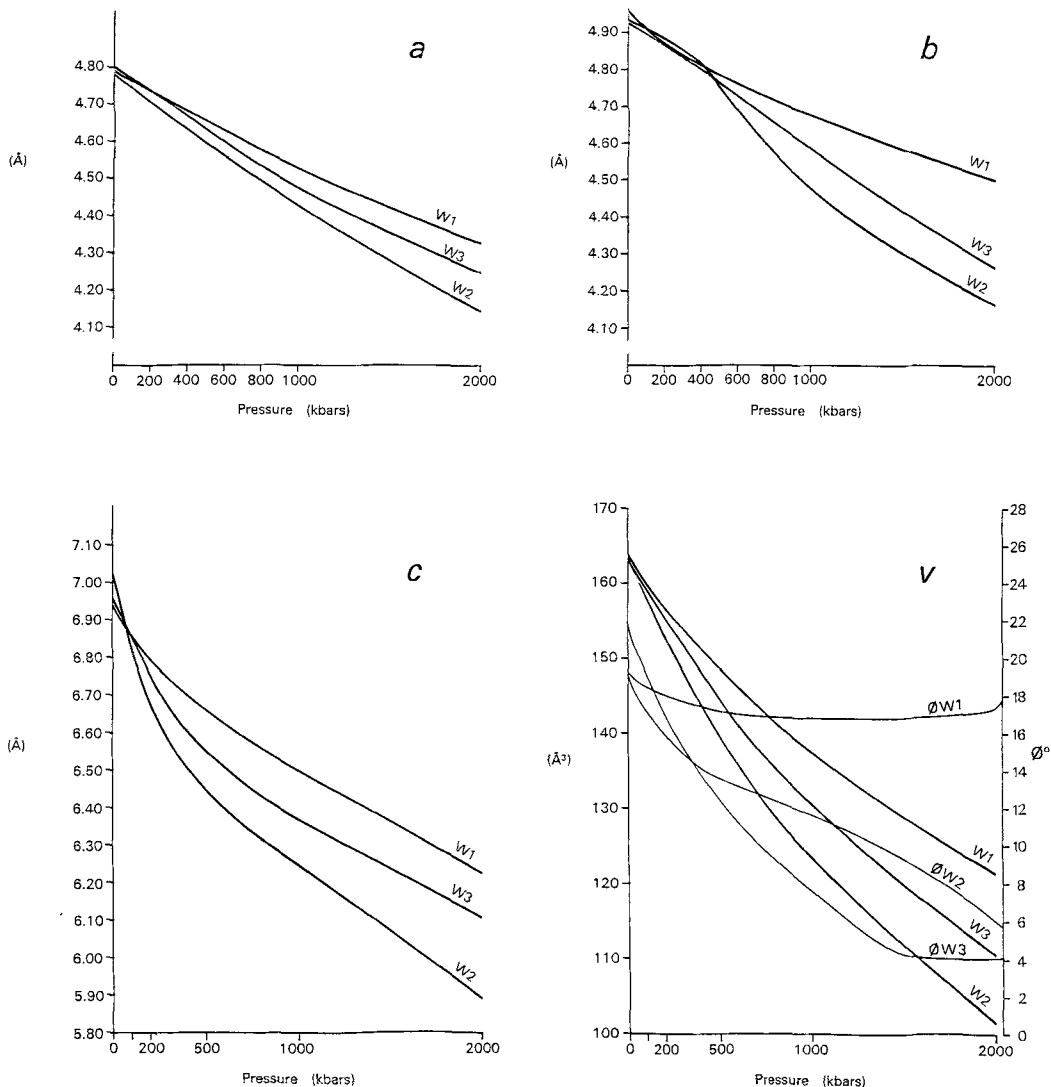 a
4.80
4.70
4.60
4.50
4.40
4.30
4.20
4.10
(Å)
W1
W3
W2
0 200 400 600 800 1000 2000
Pressure (kbars)
b
4.90
4.80
4.70
4.60
4.50
4.40
4.30
4.20
4.10
(Å)
W1
W3
W2
0 200 400 600 800 1000 2000
Pressure (kbars)
c
7.10
7.00
6.90
6.80
6.70
6.60
6.50
6.40
6.30
6.20
6.10
6.00
5.90
5.80
(Å)
W1
W3
W2
0 200 500 1000 2000
Pressure (kbars)
v
170
160
150
140
130
120
110
100
(Å³)
28
26
24
22
20
18
16
14
12
10
8
6
4
2
0
Ø°
ØW1
W1
ØW2
W3
ØW3
W2
0 200 500 1000 2000
Pressure (kbars)